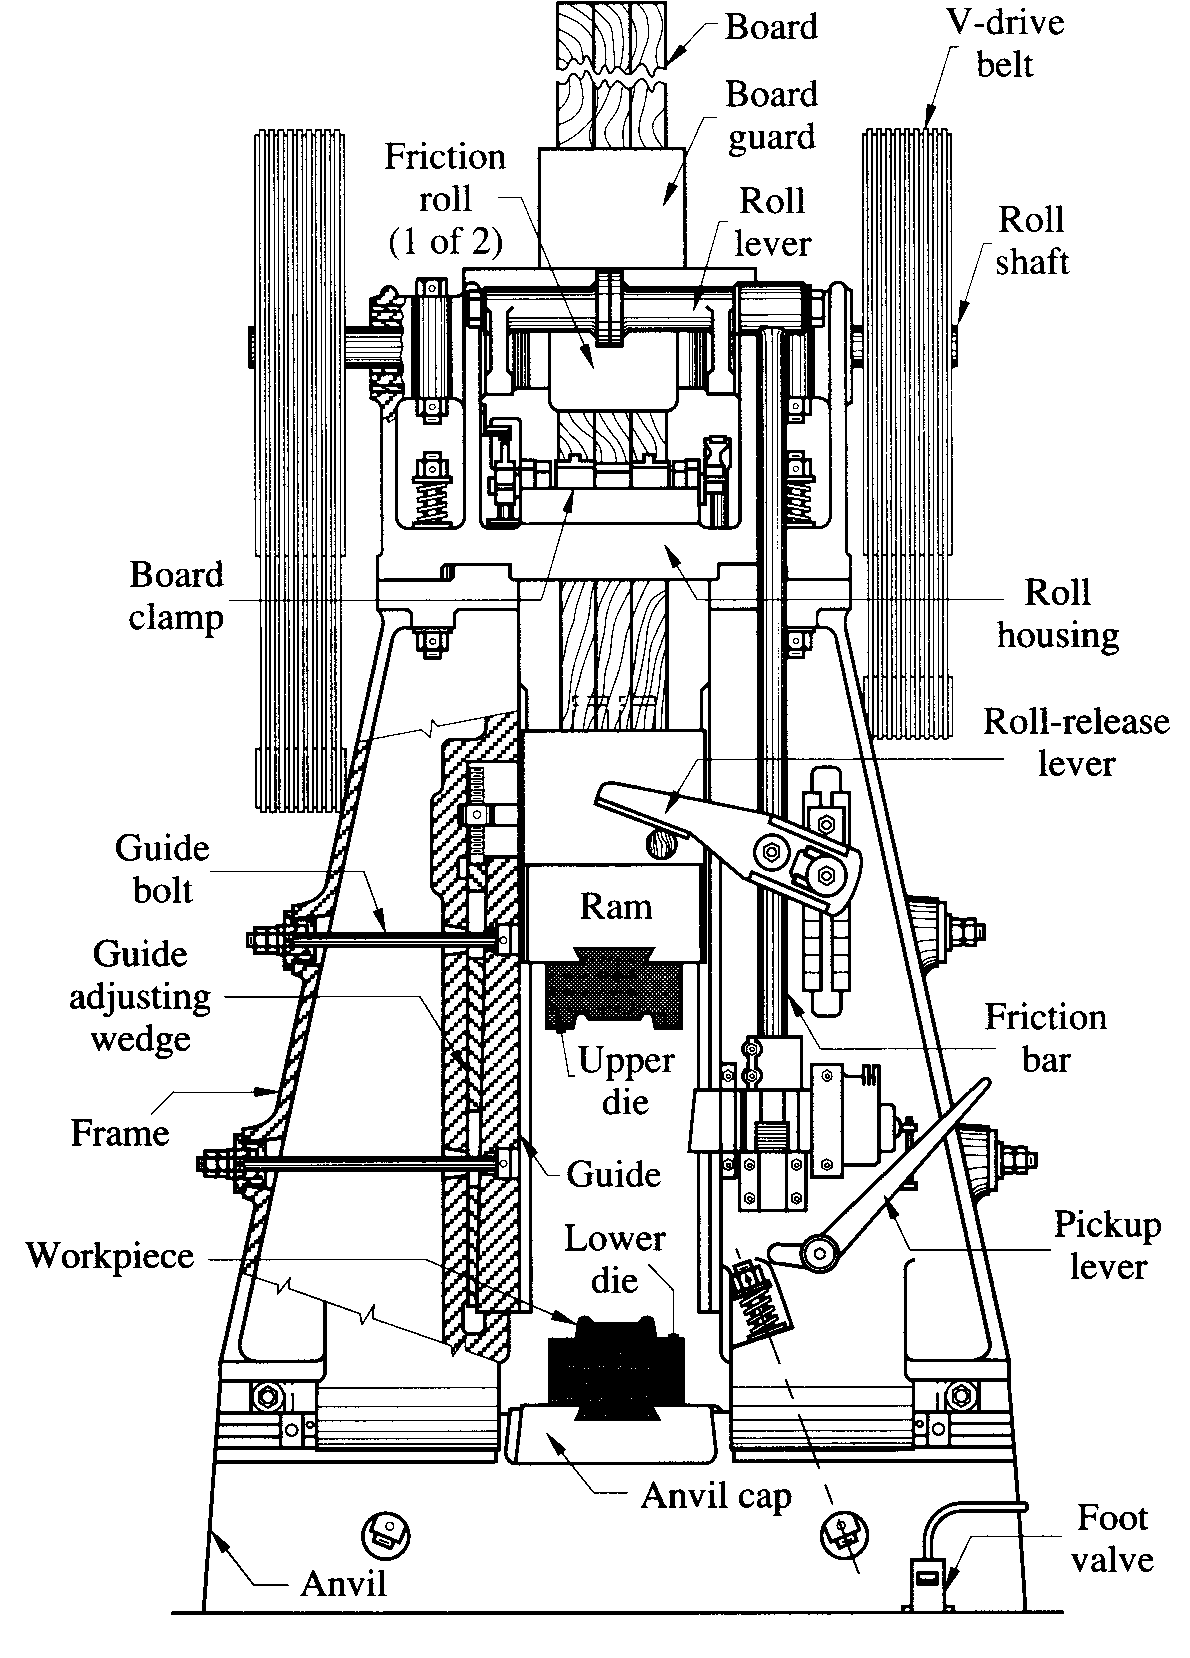 Board
V-drive
belt
Board
guard
Friction
roll
(1 of 2)
Roll
lever
Roll
shaft
Board
clamp
Roll
housing
Roll-release
lever
Guide
bolt
Ram
Guide
adjusting
wedge
Friction
bar
Upper
die
Frame
Guide
Workpiece
Lower
die
Pickup
lever
Anvil cap
Foot
valve
Anvil